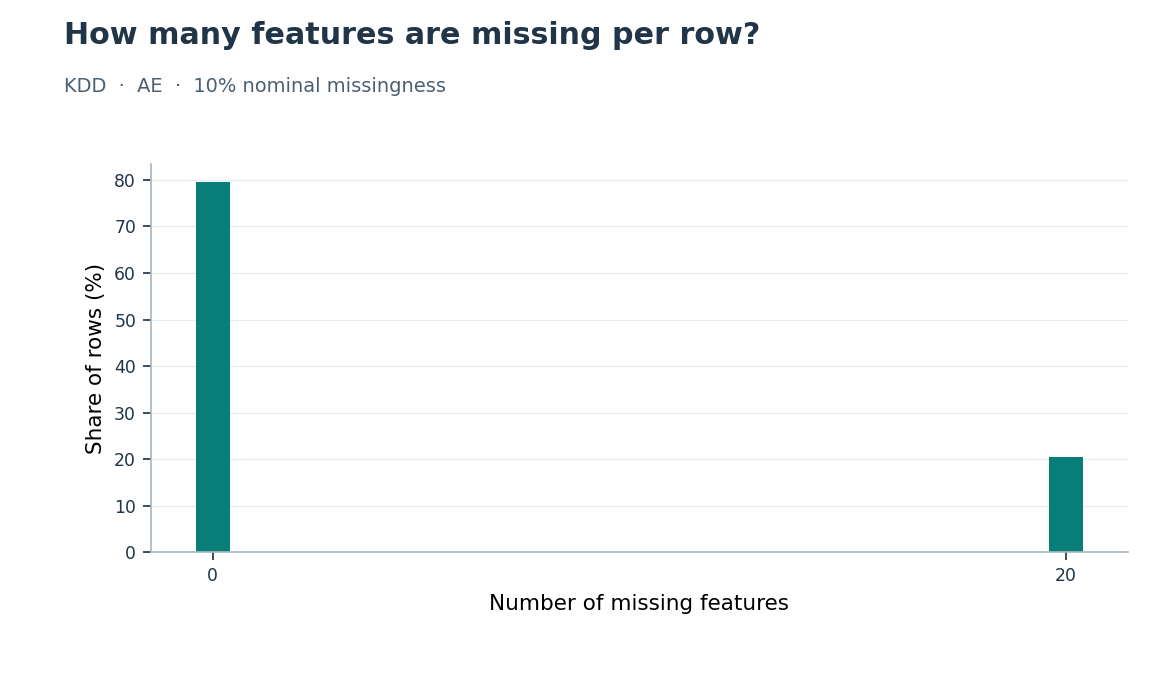 How many features are missing per row?
KDD · AE · 10% nominal missingness
80
70
60
50
40
30
20
10
0
Share of rows (%)
0 20
Number of missing features